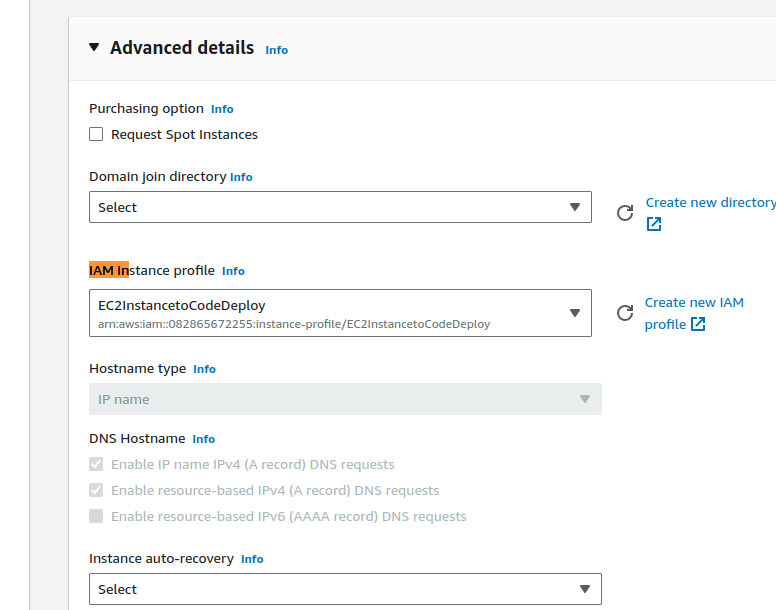 Advanced details Info
Purchasing option Info
Request Spot Instances
Domain join directory Info
Select
Create new directory
IAM instance profile Info
EC2InstancetoCodeDeploy
arn:aws:iam::082865672255:instance-profile/EC2InstancetoCodeDeploy
Create new IAM
profile
Hostname type Info
IP name
DNS Hostname Info
Enable IP name IPv4 (A record) DNS requests
Enable resource-based IPv4 (A record) DNS requests
Enable resource-based IPv6 (AAAA record) DNS requests
Instance auto-recovery Info
Select